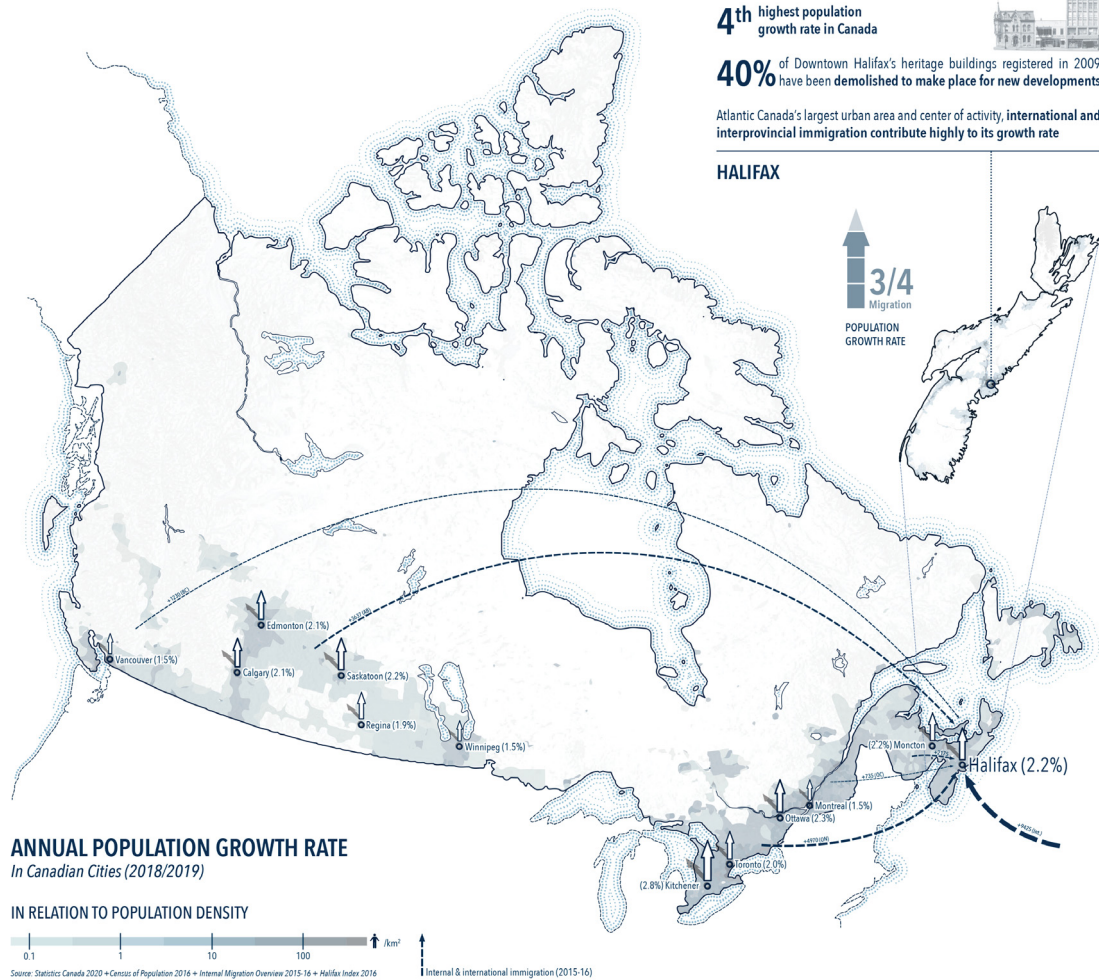 4th highest population
growth rate in Canada
40% of Downtown Halifax's heritage buildings registered in 2009
have been demolished to make place for new developments
Atlantic Canada's largest urban area and center of activity, international and
interprovincial immigration contribute highly to its growth rate
HALIFAX
3/4
Migration
POPULATION
GROWTH RATE
Edmonton (2.1%)
Vancouver (1.5%)
Calgary (2.1%)
Saskatoon (2.2%)
Regina (1.9%)
Winnipeg (1.5%)
(2.2%) Moncton
Halifax (2.2%)
Montreal (1.5%)
Ottawa (2.3%)
+4979 (ON)
+9425 (int.)
Toronto (2.0%)
(2.8%) Kitchener
ANNUAL POPULATION GROWTH RATE
In Canadian Cities (2018/2019)
IN RELATION TO POPULATION DENSITY
/km²
0.1 1 10 100
Source: Statistics Canada 2020 +Census of Population 2016 + Internal Migration Overview 2015-16 + Halifax Index 2016
Internal & international immigration (2015-16)